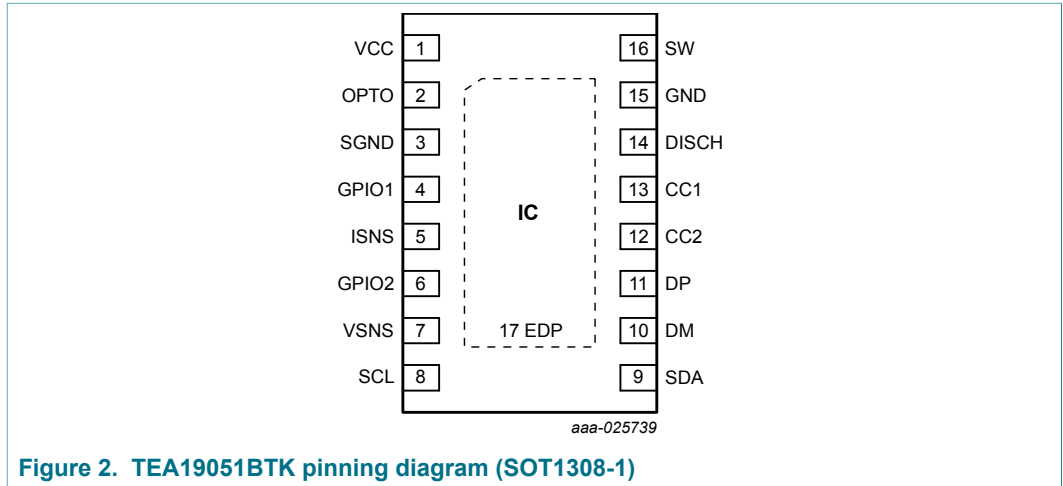 VCC 1 16 SW
OPTO 2 15 GND
SGND 3 14 DISCH
GPIO1 4 13 CC1
IC
ISNS 5 12 CC2
GPIO2 6 11 DP
VSNS 7 17 EDP 10 DM
SCL 8 9 SDA
aaa-025739
Figure 2. TEA19051BTK pinning diagram (SOT1308-1)